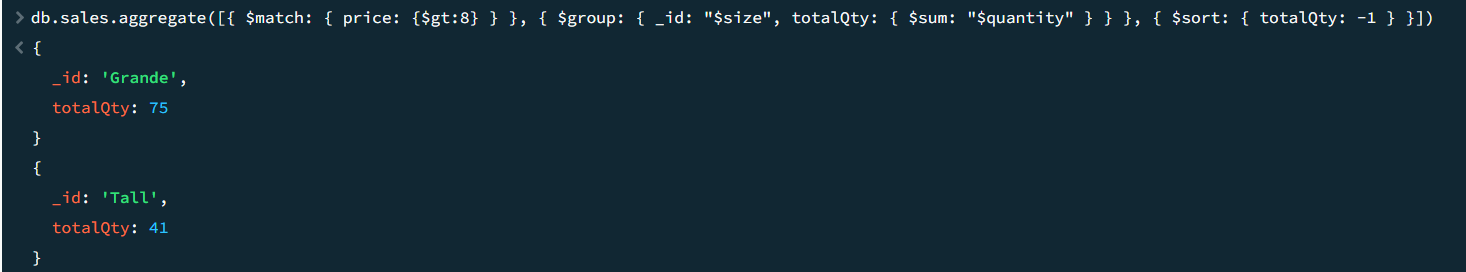 > db.sales.aggregate([{ $match: { price: {$gt:8} } }, { $group: { _id: "$size", totalQty: { $sum: "$quantity" } } }, { $sort: { totalQty: -1 } }])
< {
_id: 'Grande',
totalQty: 75
}
{
_id: 'Tall',
totalQty: 41
}